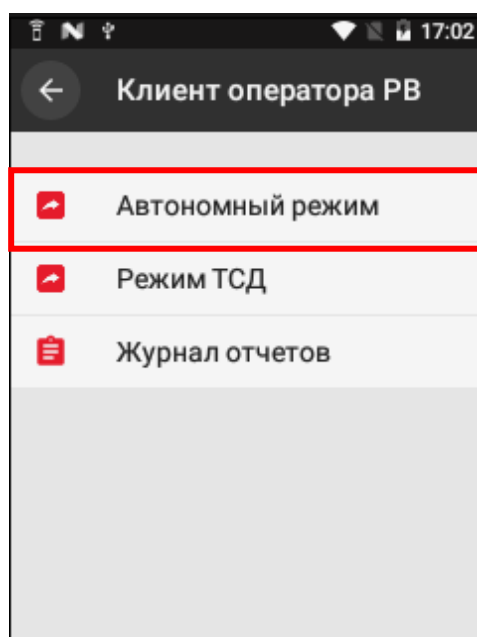 17:02
Клиент оператора РВ
Автономный режим
Режим ТСД
Журнал отчетов